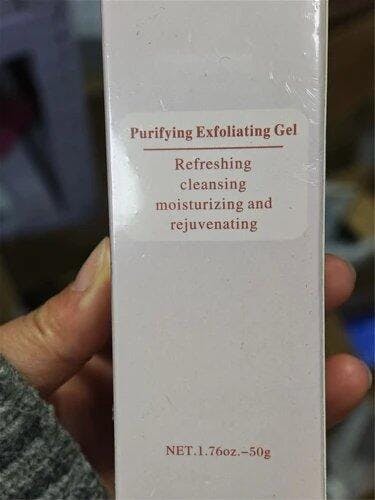 Purifying Exfoliating Gel
Refreshing
cleansing
moisturizing and
rejuvenating
NET.1.76oz.-50g